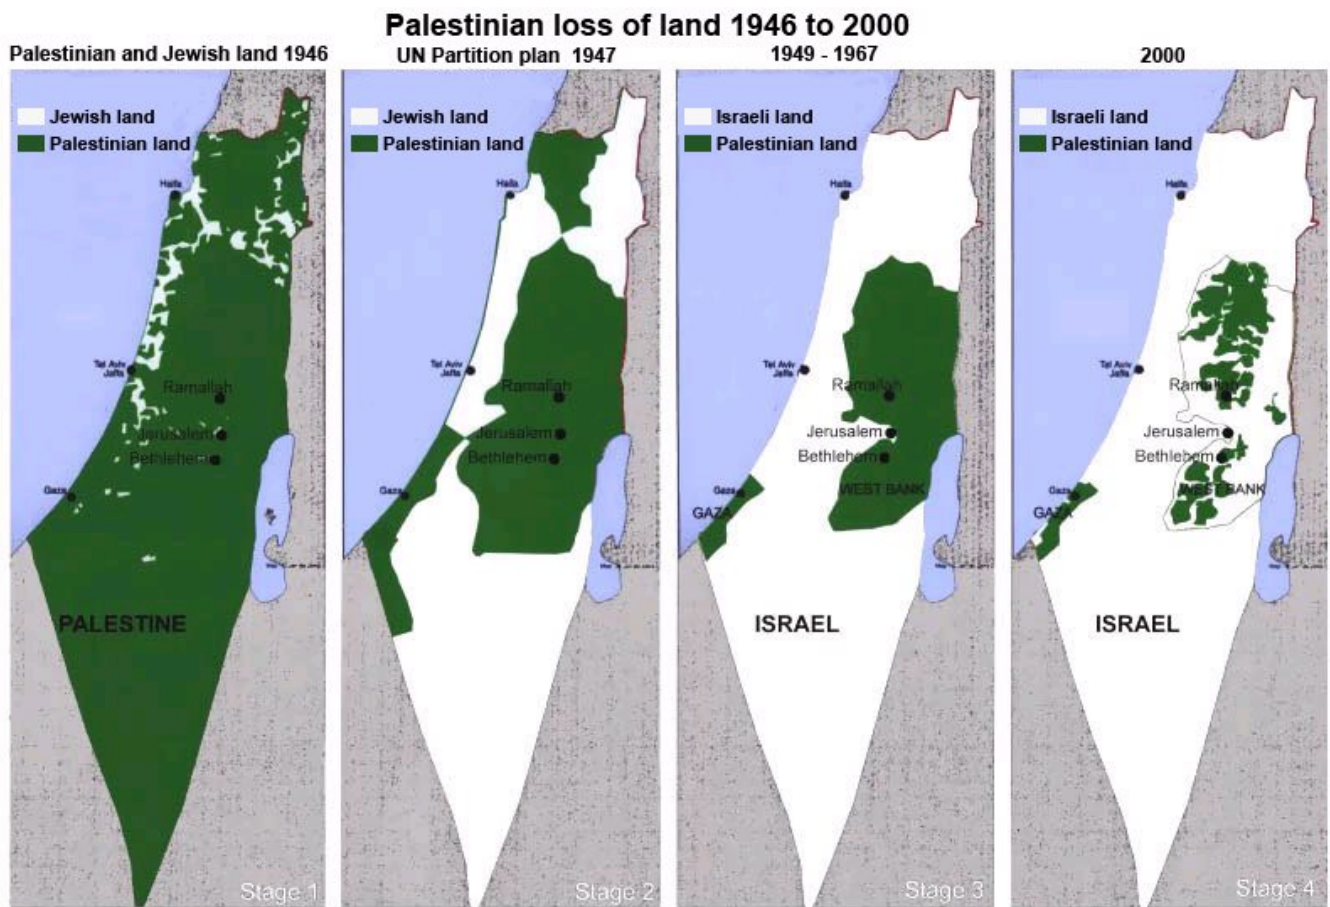 Palestinian loss of land 1946 to 2000
Palestinian and Jewish land 1946
Jewish land
Palestinian land
Haifa
Tel Aviv
Jaffa
Ramallah
Jerusalem
Bethlehem
Gaza
PALESTINE
Stage 1
UN Partition plan 1947
Jewish land
Palestinian land
Haifa
Tel Aviv
Jaffa
Ramallah
Jerusalem
Bethlehem
Gaza
Stage 2
1949 - 1967
Israeli land
Palestinian land
Haifa
Tel Aviv
Jaffa
Ramallah
Jerusalem
Bethlehem
WEST BANK
Gaza
GAZA
ISRAEL
Stage 3
2000
Israeli land
Palestinian land
Haifa
Tel Aviv
Jaffa
Ramallah
Jerusalem
Bethlehem
WEST BANK
Gaza
GAZA
ISRAEL
Stage 4